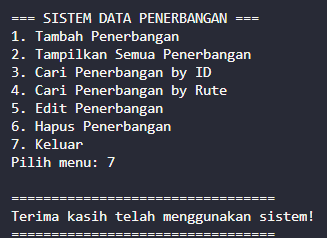 === SISTEM DATA PENERBANGAN ===
1. Tambah Penerbangan
2. Tampilkan Semua Penerbangan
3. Cari Penerbangan by ID
4. Cari Penerbangan by Rute
5. Edit Penerbangan
6. Hapus Penerbangan
7. Keluar
Pilih menu: 7

=================================
Terima kasih telah menggunakan sistem!
=================================